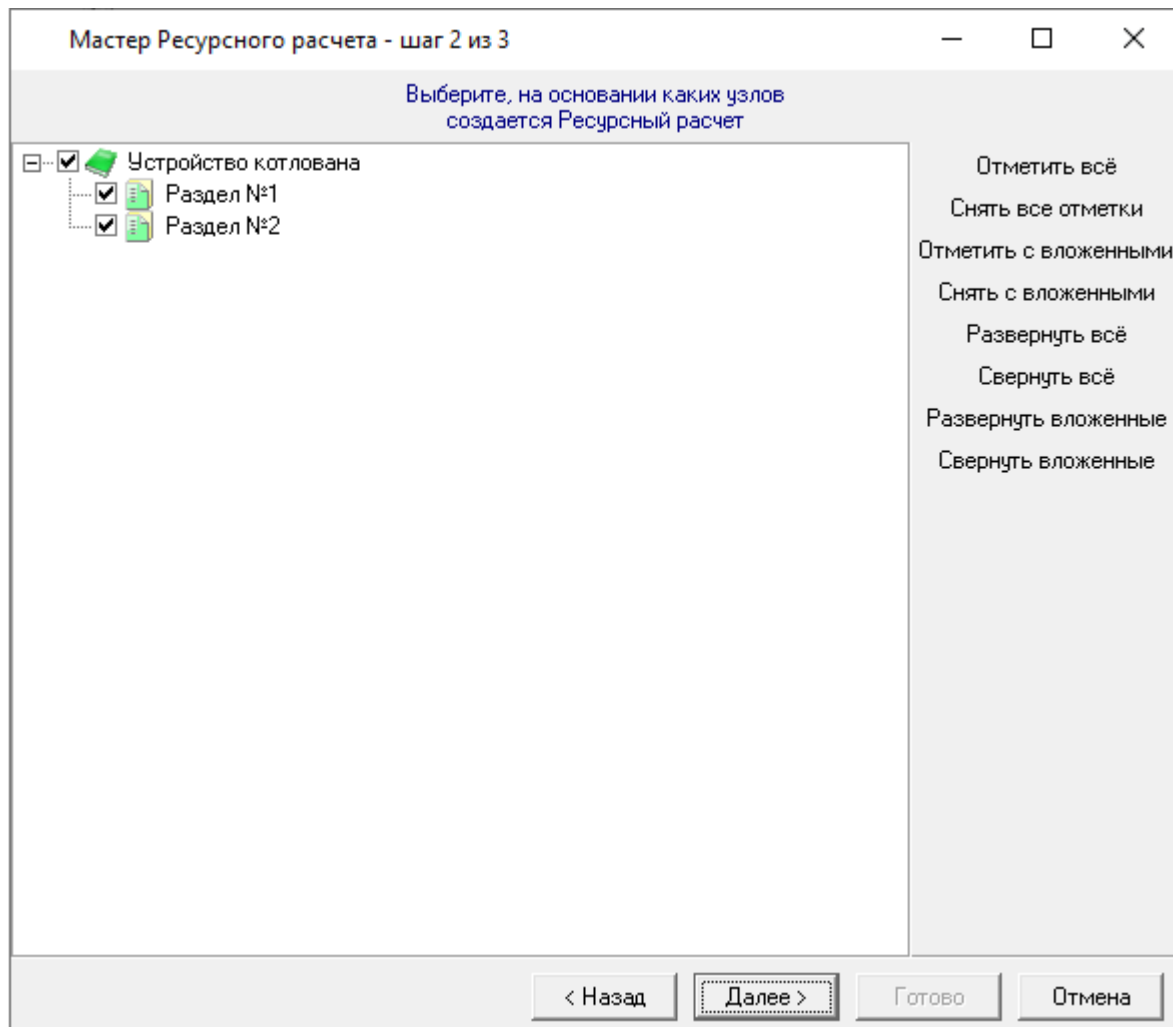 Мастер Ресурсного расчета - шаг 2 из 3
Выберите, на основании каких узлов
создается Ресурсный расчет
Устройство котлована
Раздел №1
Раздел №2
Отметить всё
Снять все отметки
Отметить с вложенными
Снять с вложенными
Развернуть всё
Свернуть всё
Развернуть вложенные
Свернуть вложенные
< Назад
Далее >
Готово
Отмена